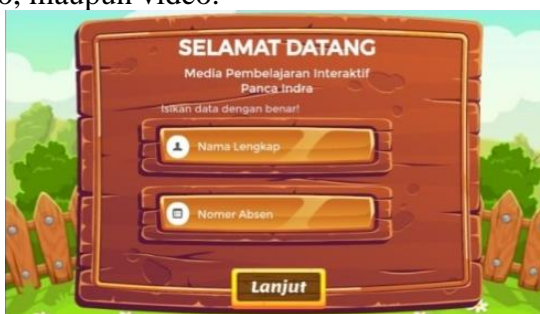 o, maupun video.
SELAMAT DATANG
Media Pembelajaran Interaktif
Panca Indra
Isikan data dengan benar!
Nama Lengkap
Nomer Absen
Lanjut